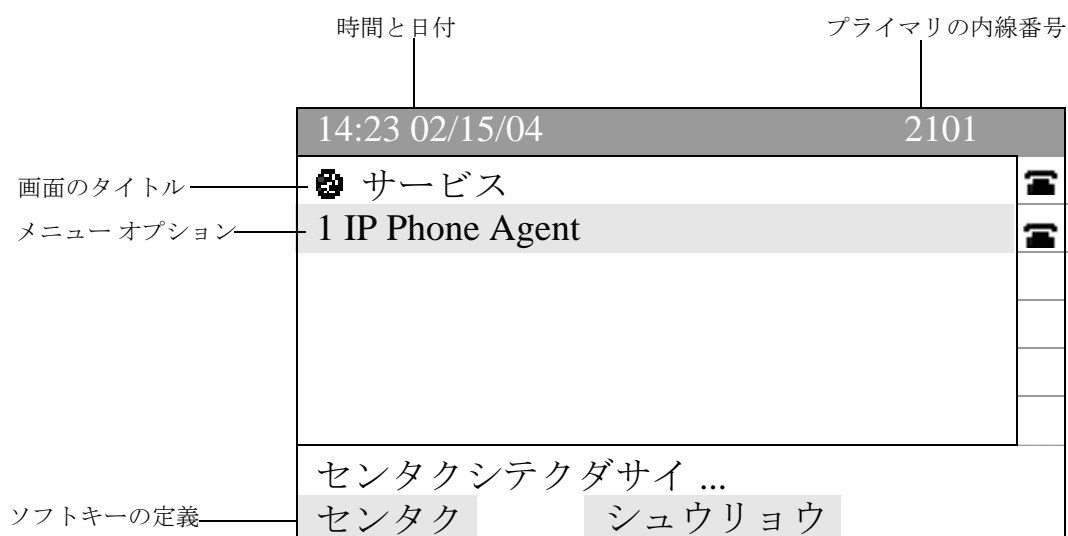 時間と日付
プライマリの内線番号
14:23 02/15/04 2101
画面のタイトル
サービス
メニュー オプション
1 IP Phone Agent
センタクシテクダサイ ...
ソフトキーの定義
センタク シュウリョウ